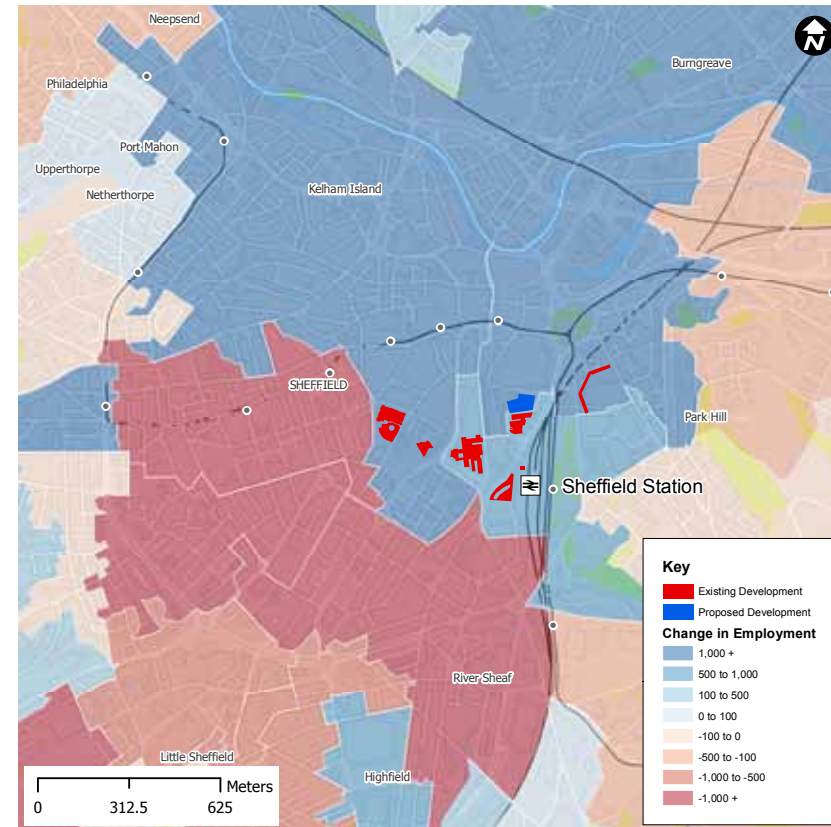 Neepsend
N
Burngreave
Philadelphia
Port Mahon
Upperthorpe
Netherthorpe
Kelham Island
SHEFFIELD
Park Hill
Sheffield Station
River Sheaf
Little Sheffield
Highfield
Meters
0 312.5 625
Key
Existing Development
Proposed Development
Change in Employment
1,000 +
500 to 1,000
100 to 500
0 to 100
-100 to 0
-500 to -100
-1,000 to -500
-1,000 +